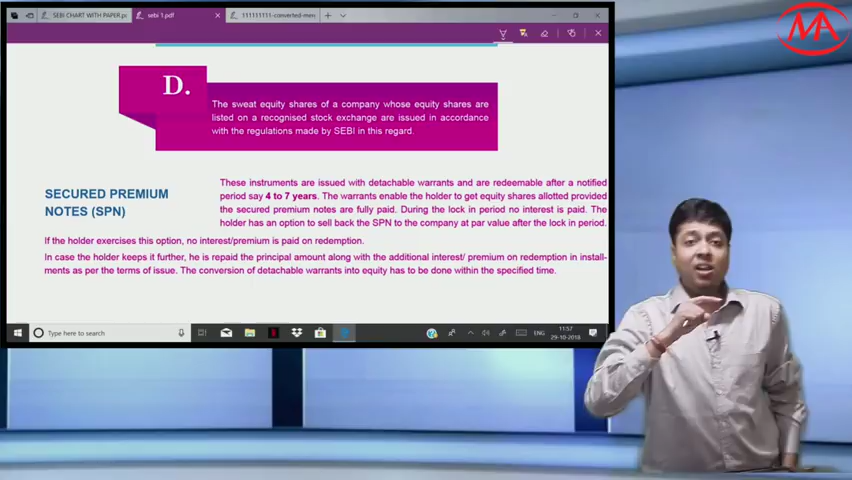 SEBI CHART WITH PAPER.p
sebi 1.pdf
111111111-converted-mer
MA
D.
The sweat equity shares of a company whose equity shares are
listed on a recognised stock exchange are issued in accordance
with the regulations made by SEBI in this regard.
SECURED PREMIUM
NOTES (SPN)
These instruments are issued with detachable warrants and are redeemable after a notified
period say 4 to 7 years. The warrants enable the holder to get equity shares allotted provided
the secured premium notes are fully paid. During the lock in period no interest is paid. The
holder has an option to sell back the SPN to the company at par value after the lock in period.
If the holder exercises this option, no interest/premium is paid on redemption.
In case the holder keeps it further, he is repaid the principal amount along with the additional interest/ premium on redemption in install-
ments as per the terms of issue. The conversion of detachable warrants into equity has to be done within the specified time.
Type here to search
ENG
11:57
29-10-2018